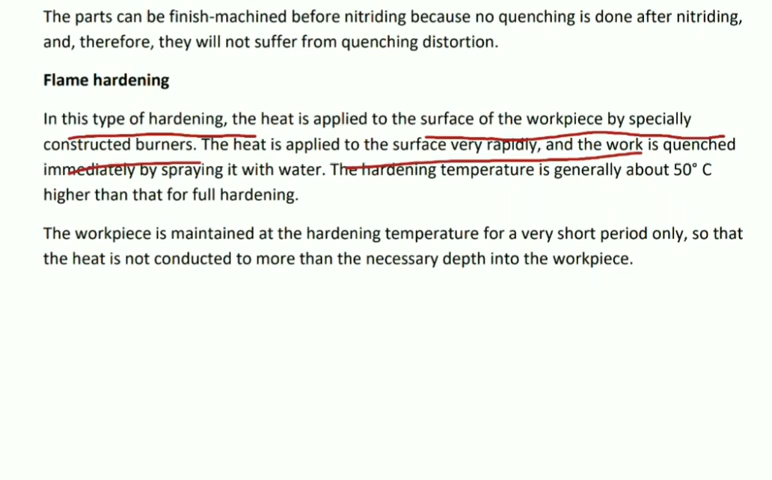 The parts can be finish-machined before nitriding because no quenching is done after nitriding,
and, therefore, they will not suffer from quenching distortion.
Flame hardening
In this type of hardening, the heat is applied to the surface of the workpiece by specially
constructed burners. The heat is applied to the surface very rapidly, and the work is quenched
immediately by spraying it with water. The hardening temperature is generally about 50° C
higher than that for full hardening.
The workpiece is maintained at the hardening temperature for a very short period only, so that
the heat is not conducted to more than the necessary depth into the workpiece.